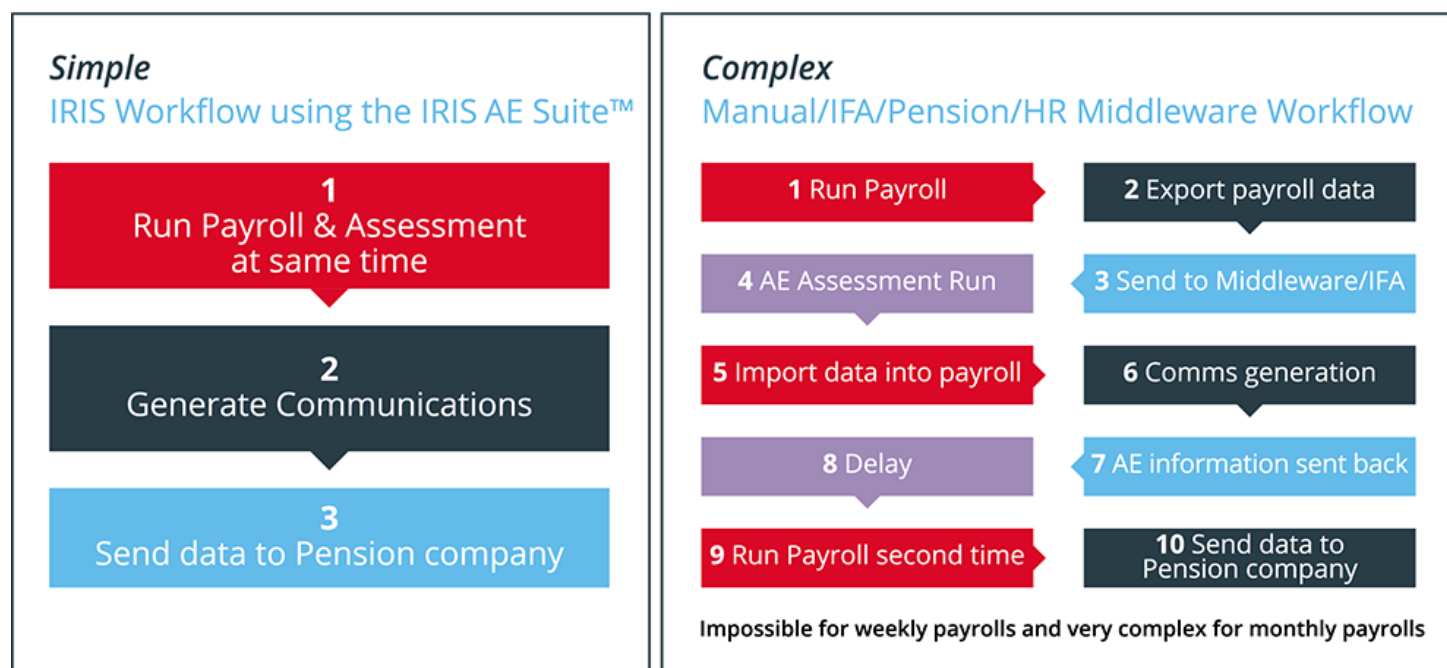 Simple
IRIS Workflow using the IRIS AE Suite™
1
Run Payroll & Assessment
at same time
2
Generate Communications
3
Send data to Pension company
Complex
Manual/IFA/Pension/HR Middleware Workflow
1 Run Payroll
2 Export payroll data
3 Send to Middleware/IFA
4 AE Assessment Run
5 Import data into payroll
6 Comms generation
7 AE information sent back
8 Delay
9 Run Payroll second time
10 Send data to
Pension company
Impossible for weekly payrolls and very complex for monthly payrolls